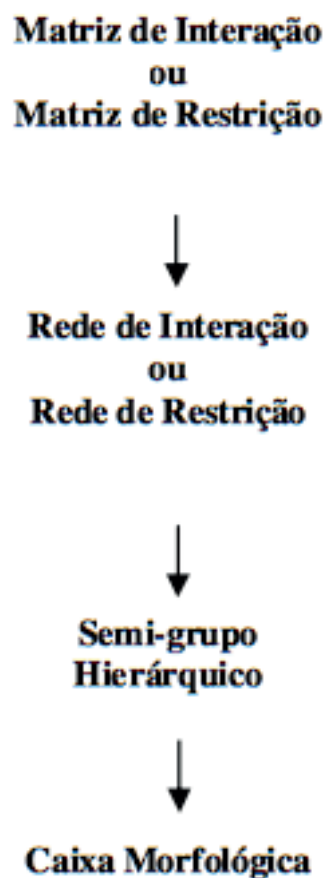 Matriz de Interação
ou
Matriz de Restrição
Rede de Interação
ou
Rede de Restrição
Semi-grupo
Hierárquico
Caixa Morfológica